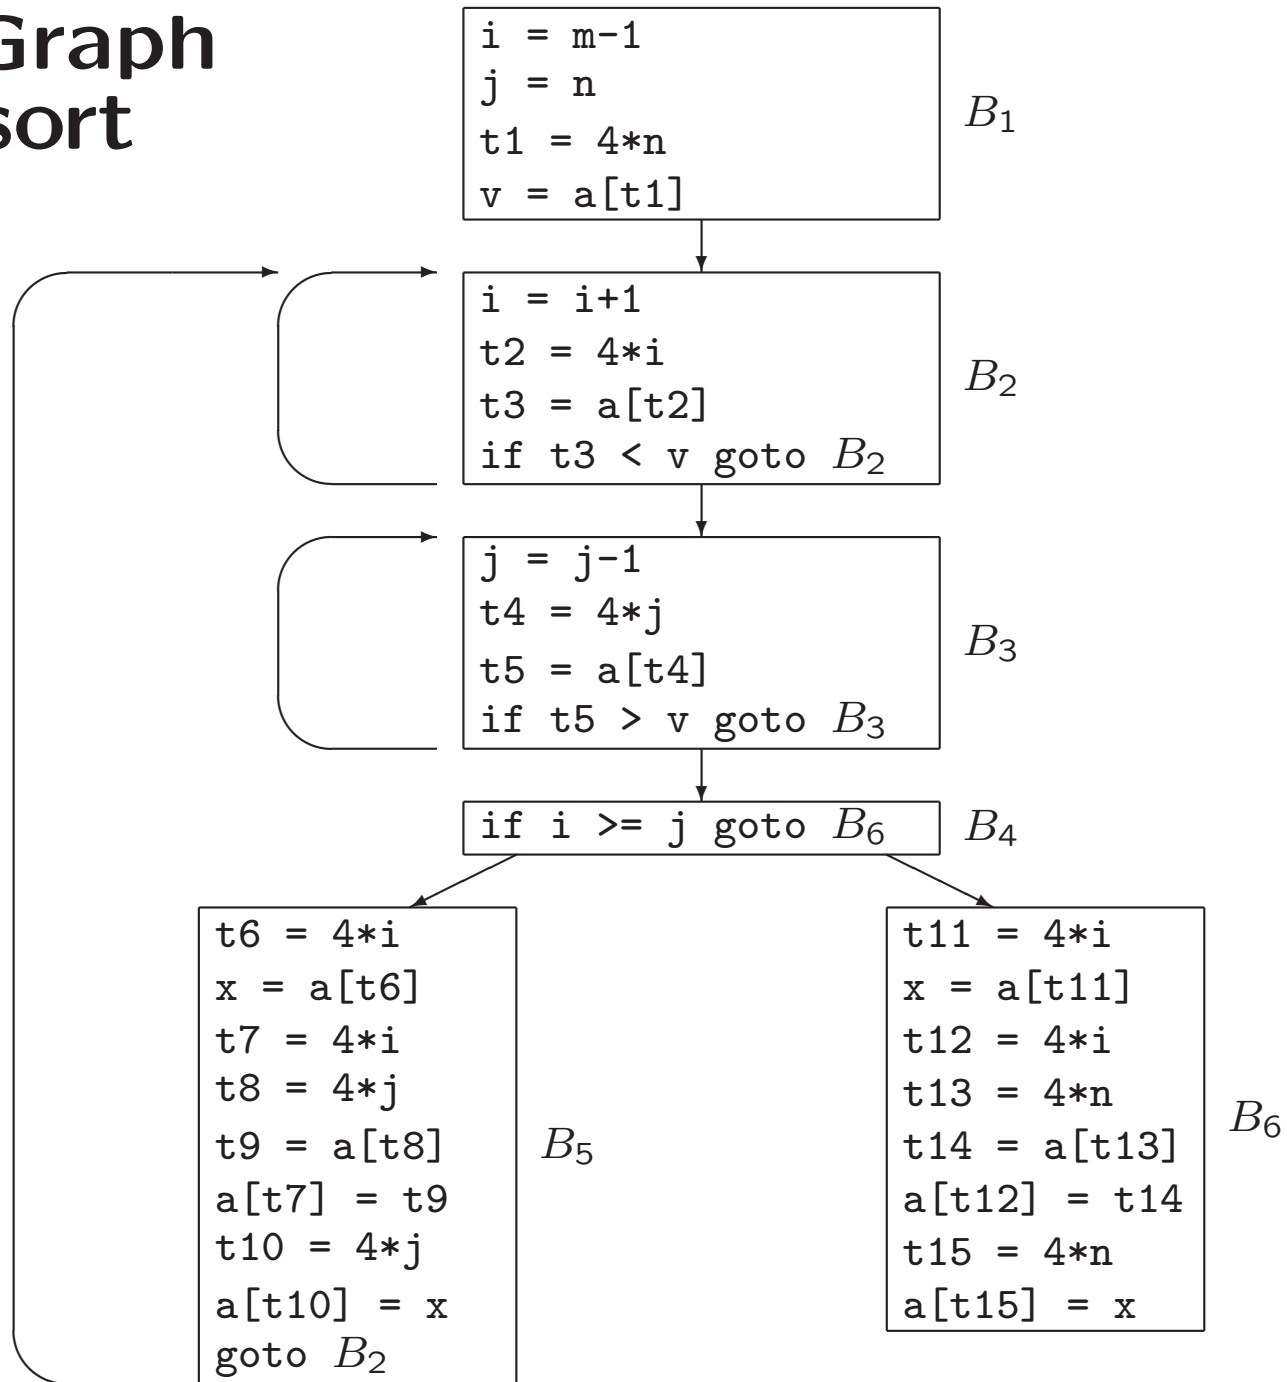 Graph
sort
i = m-1
j = n
t1 = 4*n
v = a[t1]
B1
i = i+1
t2 = 4*i
t3 = a[t2]
if t3 < v goto B2
B2
j = j-1
t4 = 4*j
t5 = a[t4]
if t5 > v goto B3
B3
if i >= j goto B6
B4
t6 = 4*i
x = a[t6]
t7 = 4*i
t8 = 4*j
t9 = a[t8]
a[t7] = t9
t10 = 4*j
a[t10] = x
goto B2
B5
t11 = 4*i
x = a[t11]
t12 = 4*i
t13 = 4*n
t14 = a[t13]
a[t12] = t14
t15 = 4*n
a[t15] = x
B6